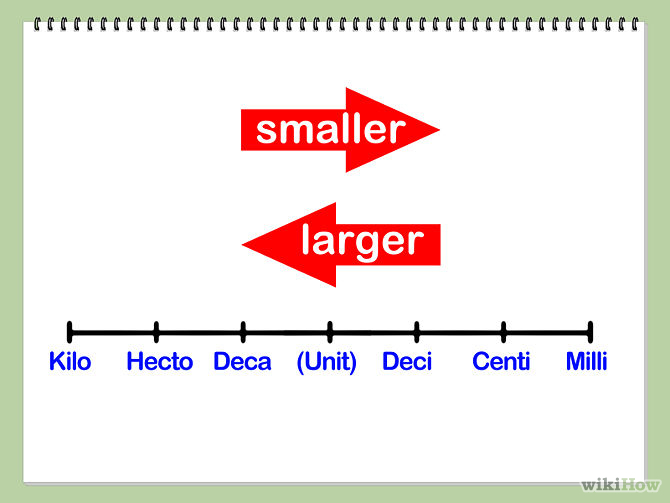 smaller
larger
Kilo Hecto Deca (Unit) Deci Centi Milli
wikiHow